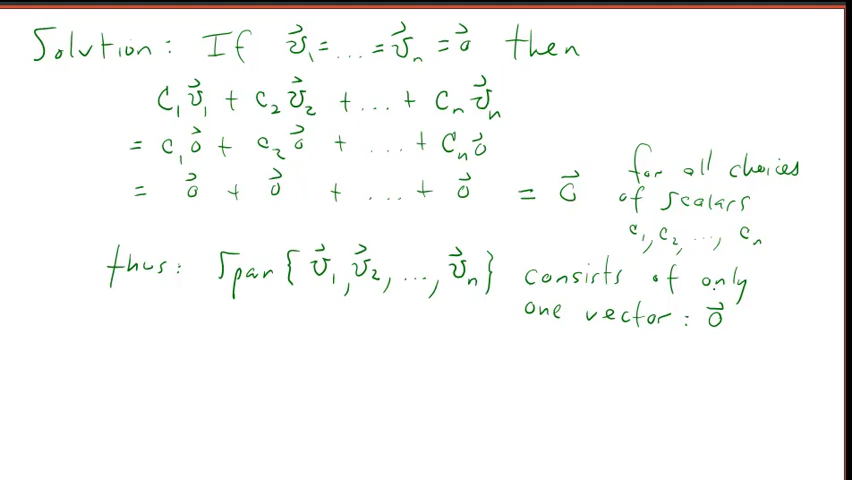 Solution: If v⃗₁ = ... = v⃗ₙ = 0⃗ then
c₁v⃗₁ + c₂v⃗₂ + ... + cₙv⃗ₙ
= c₁0⃗ + c₂0⃗ + ... + cₙ0⃗
= 0⃗ + 0⃗ + ... + 0⃗ = 0⃗
for all choices
of scalars
c₁, c₂, ..., cₙ
thus: Span{v⃗₁, v⃗₂, ..., v⃗ₙ} consists of only
one vector: 0⃗